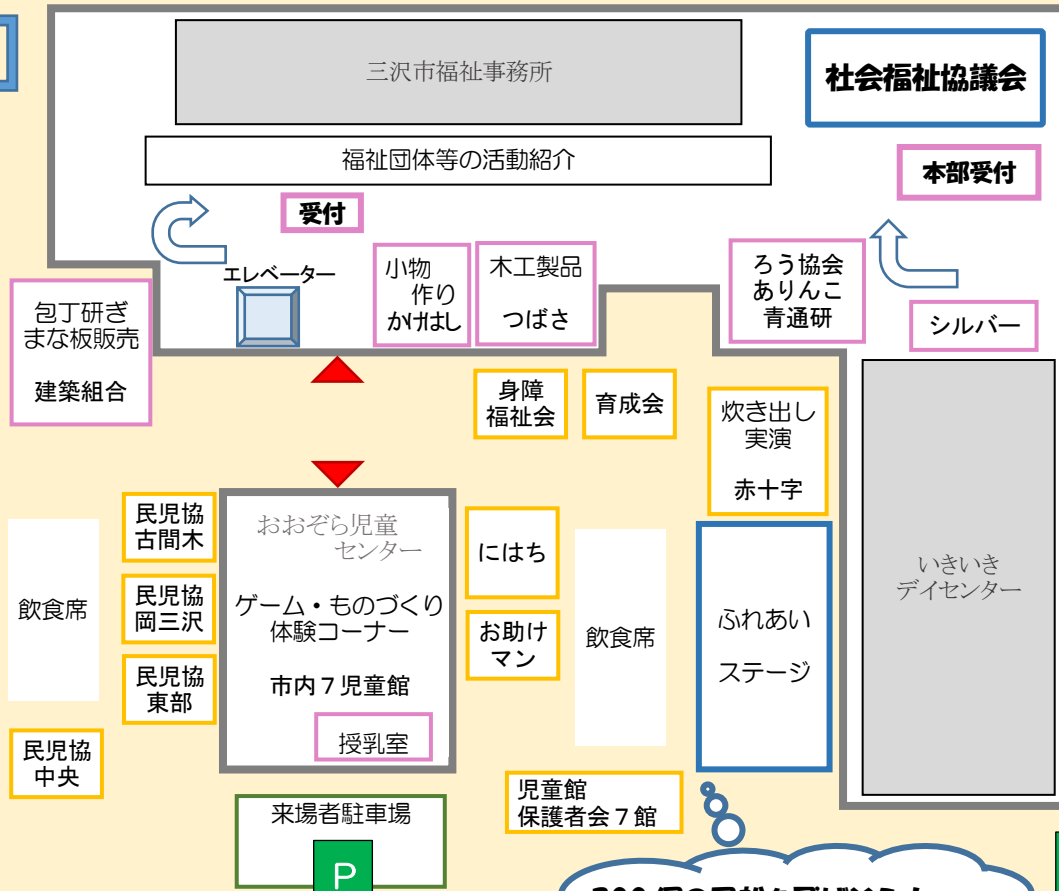 三沢市福祉事務所
社会福祉協議会
福祉団体等の活動紹介
本部受付
受付
エレベーター
小物
作り
かけはし
木工製品
つばさ
ろう協会
ありんこ
青通研
シルバー
包丁研ぎ
まな板販売
建築組合
身障
福祉会
育成会
炊き出し
実演
赤十字
民児協
古間木
おおぞら児童
センター
にはち
いきいき
デイセンター
飲食席
民児協
岡三沢
ゲーム・ものづくり
体験コーナー
お助け
マン
飲食席
ふれあい
ステージ
民児協
東部
市内７児童館
授乳室
民児協
中央
児童館
保護者会７館
来場者駐車場
P